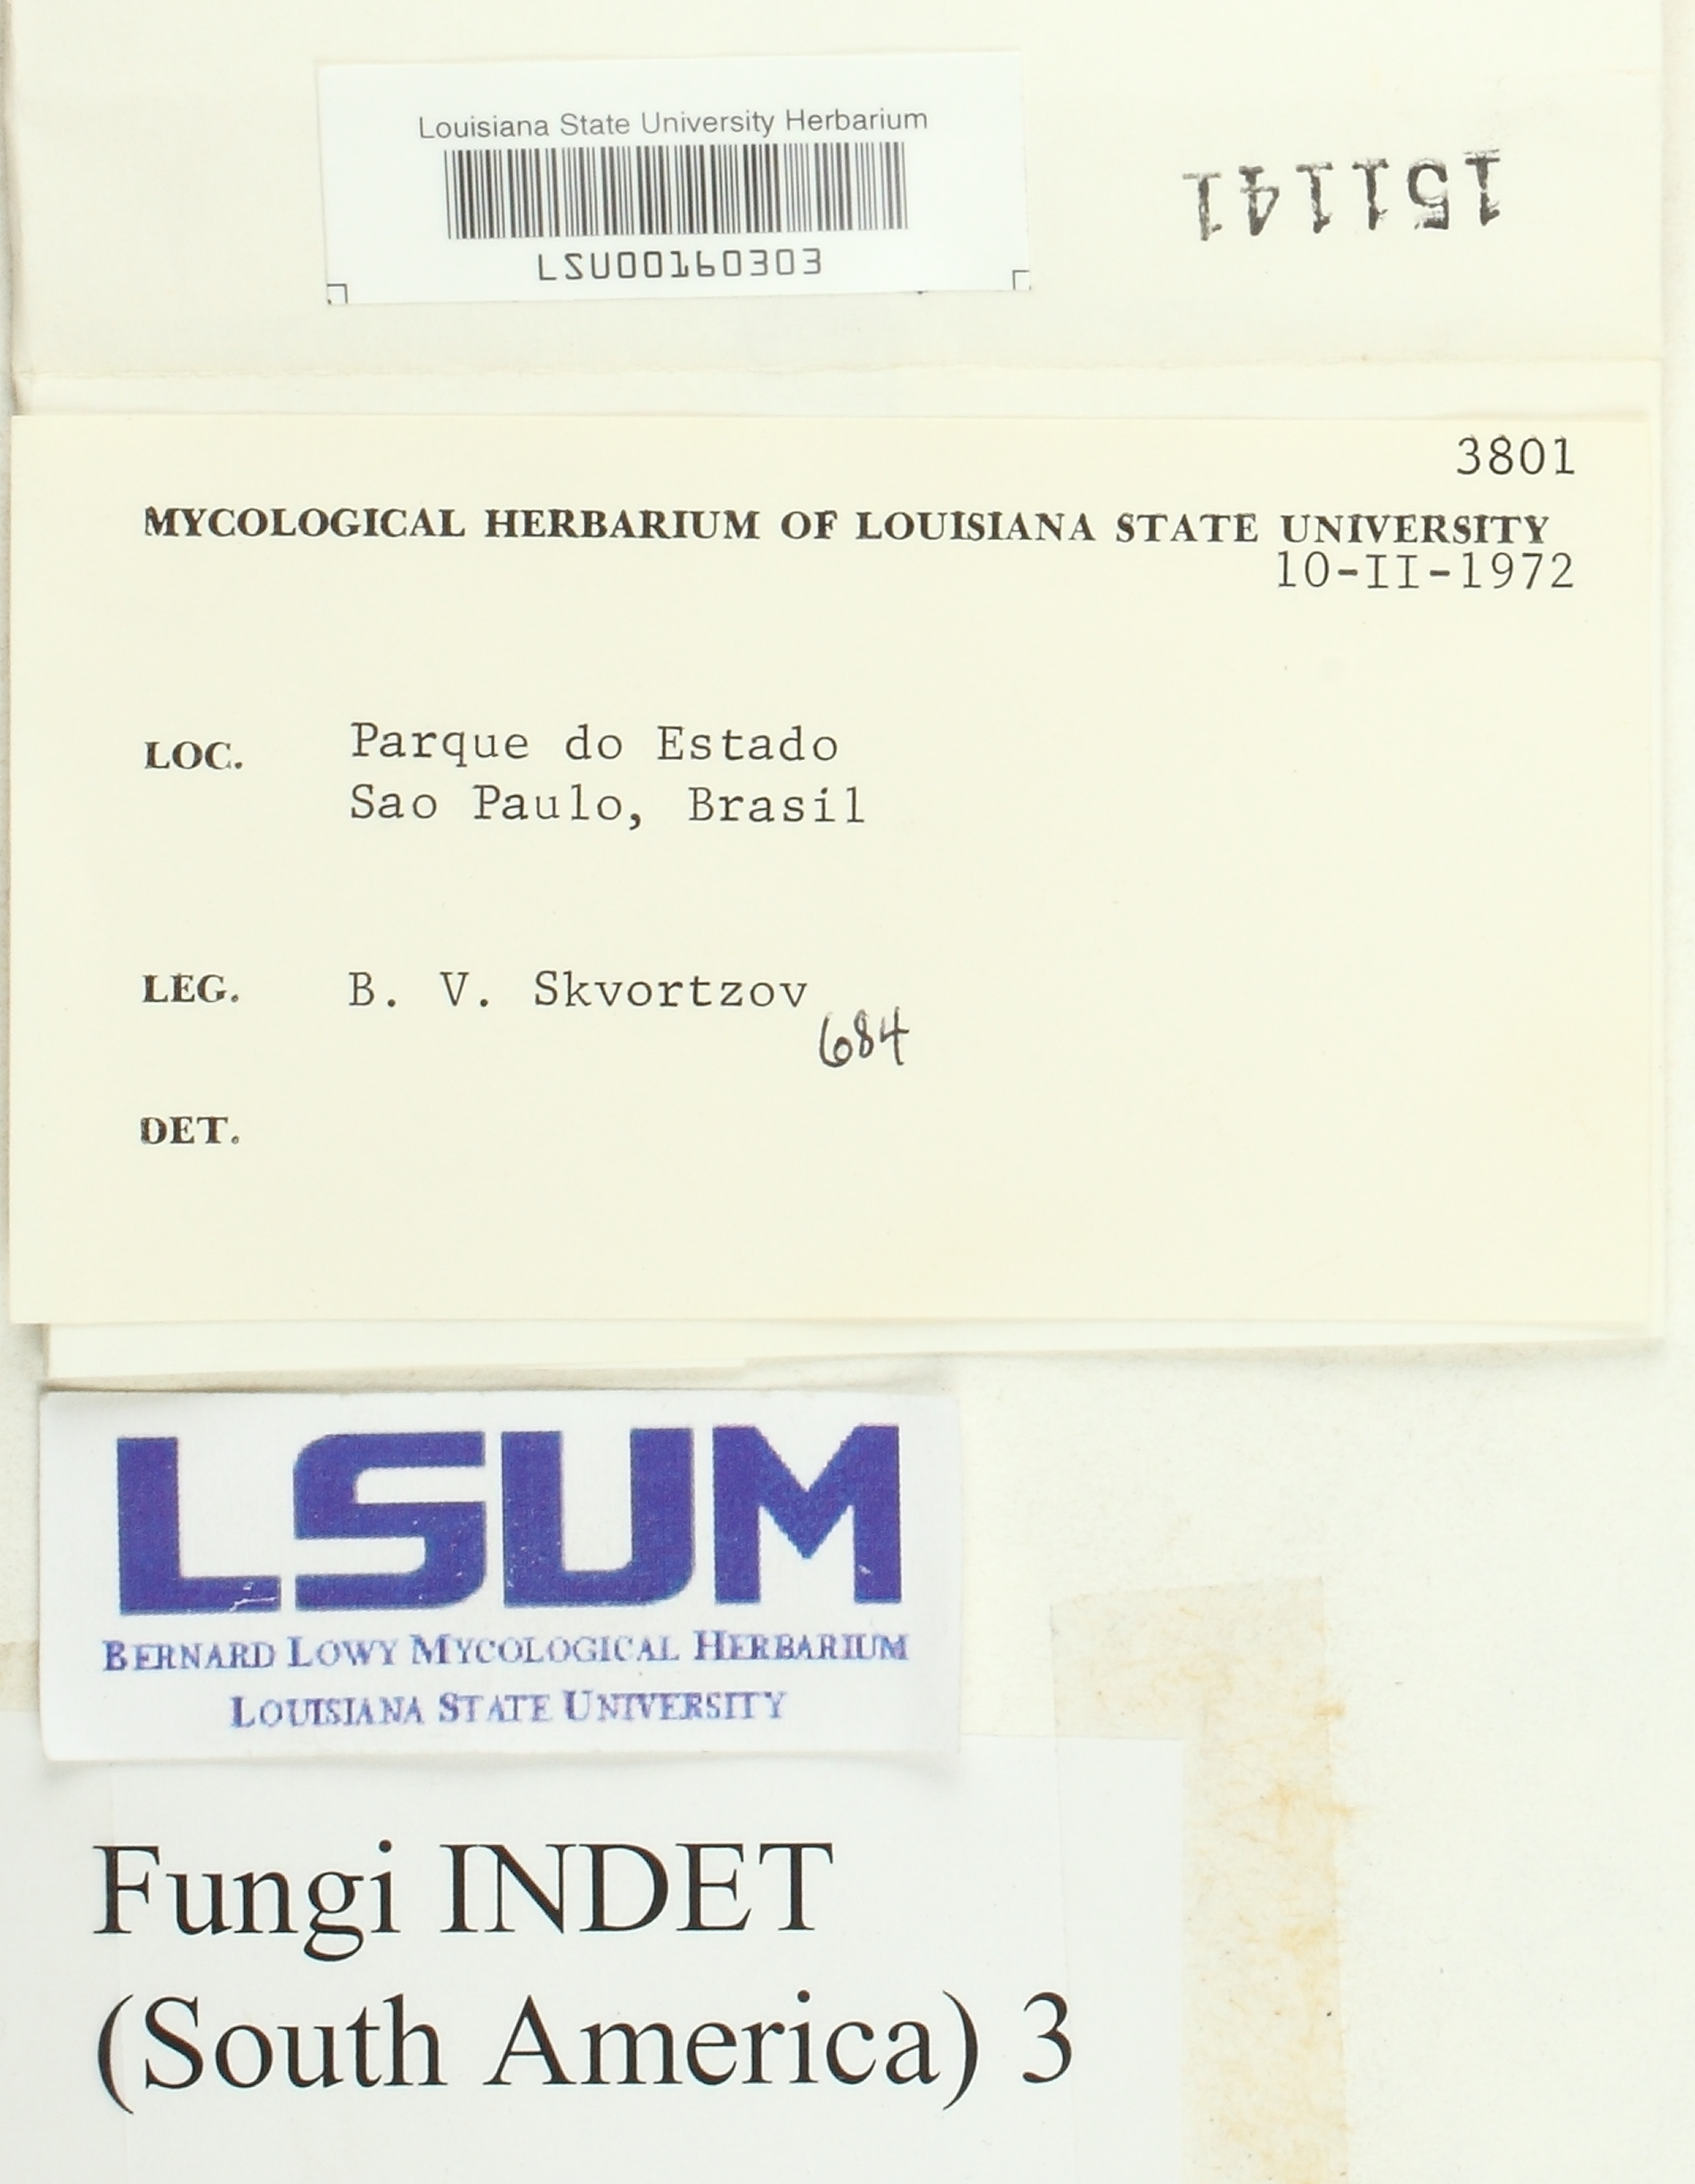 Louisiana State University Herbarium
LSU00160303
151141
3801
MYCOLOGICAL HERBARIUM OF LOUISIANA STATE UNIVERSITY
10-II-1972
LOC. Parque do Estado
Sao Paulo, Brasil
LEG. B. V. Skvortzov
684
DET.
LSUM
BERNARD LOWY MYCOLOGICAL HERBARIUM
LOUISIANA STATE UNIVERSITY
Fungi INDET
(South America) 3